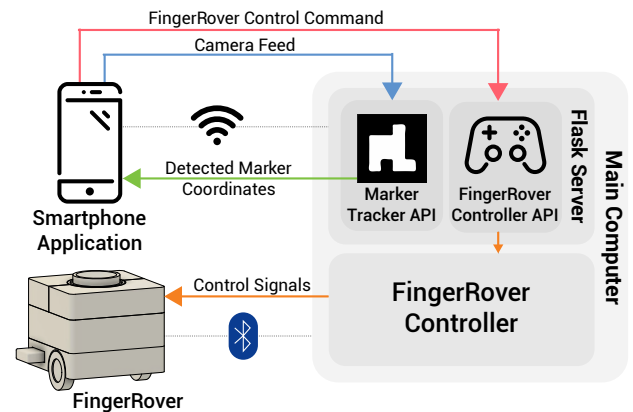 FingerRover Control Command
Camera Feed
Detected Marker
Coordinates
Smartphone
Application
Marker
Tracker API
FingerRover
Controller API
Flask Server
Main Computer
Control Signals
FingerRover
Controller
FingerRover